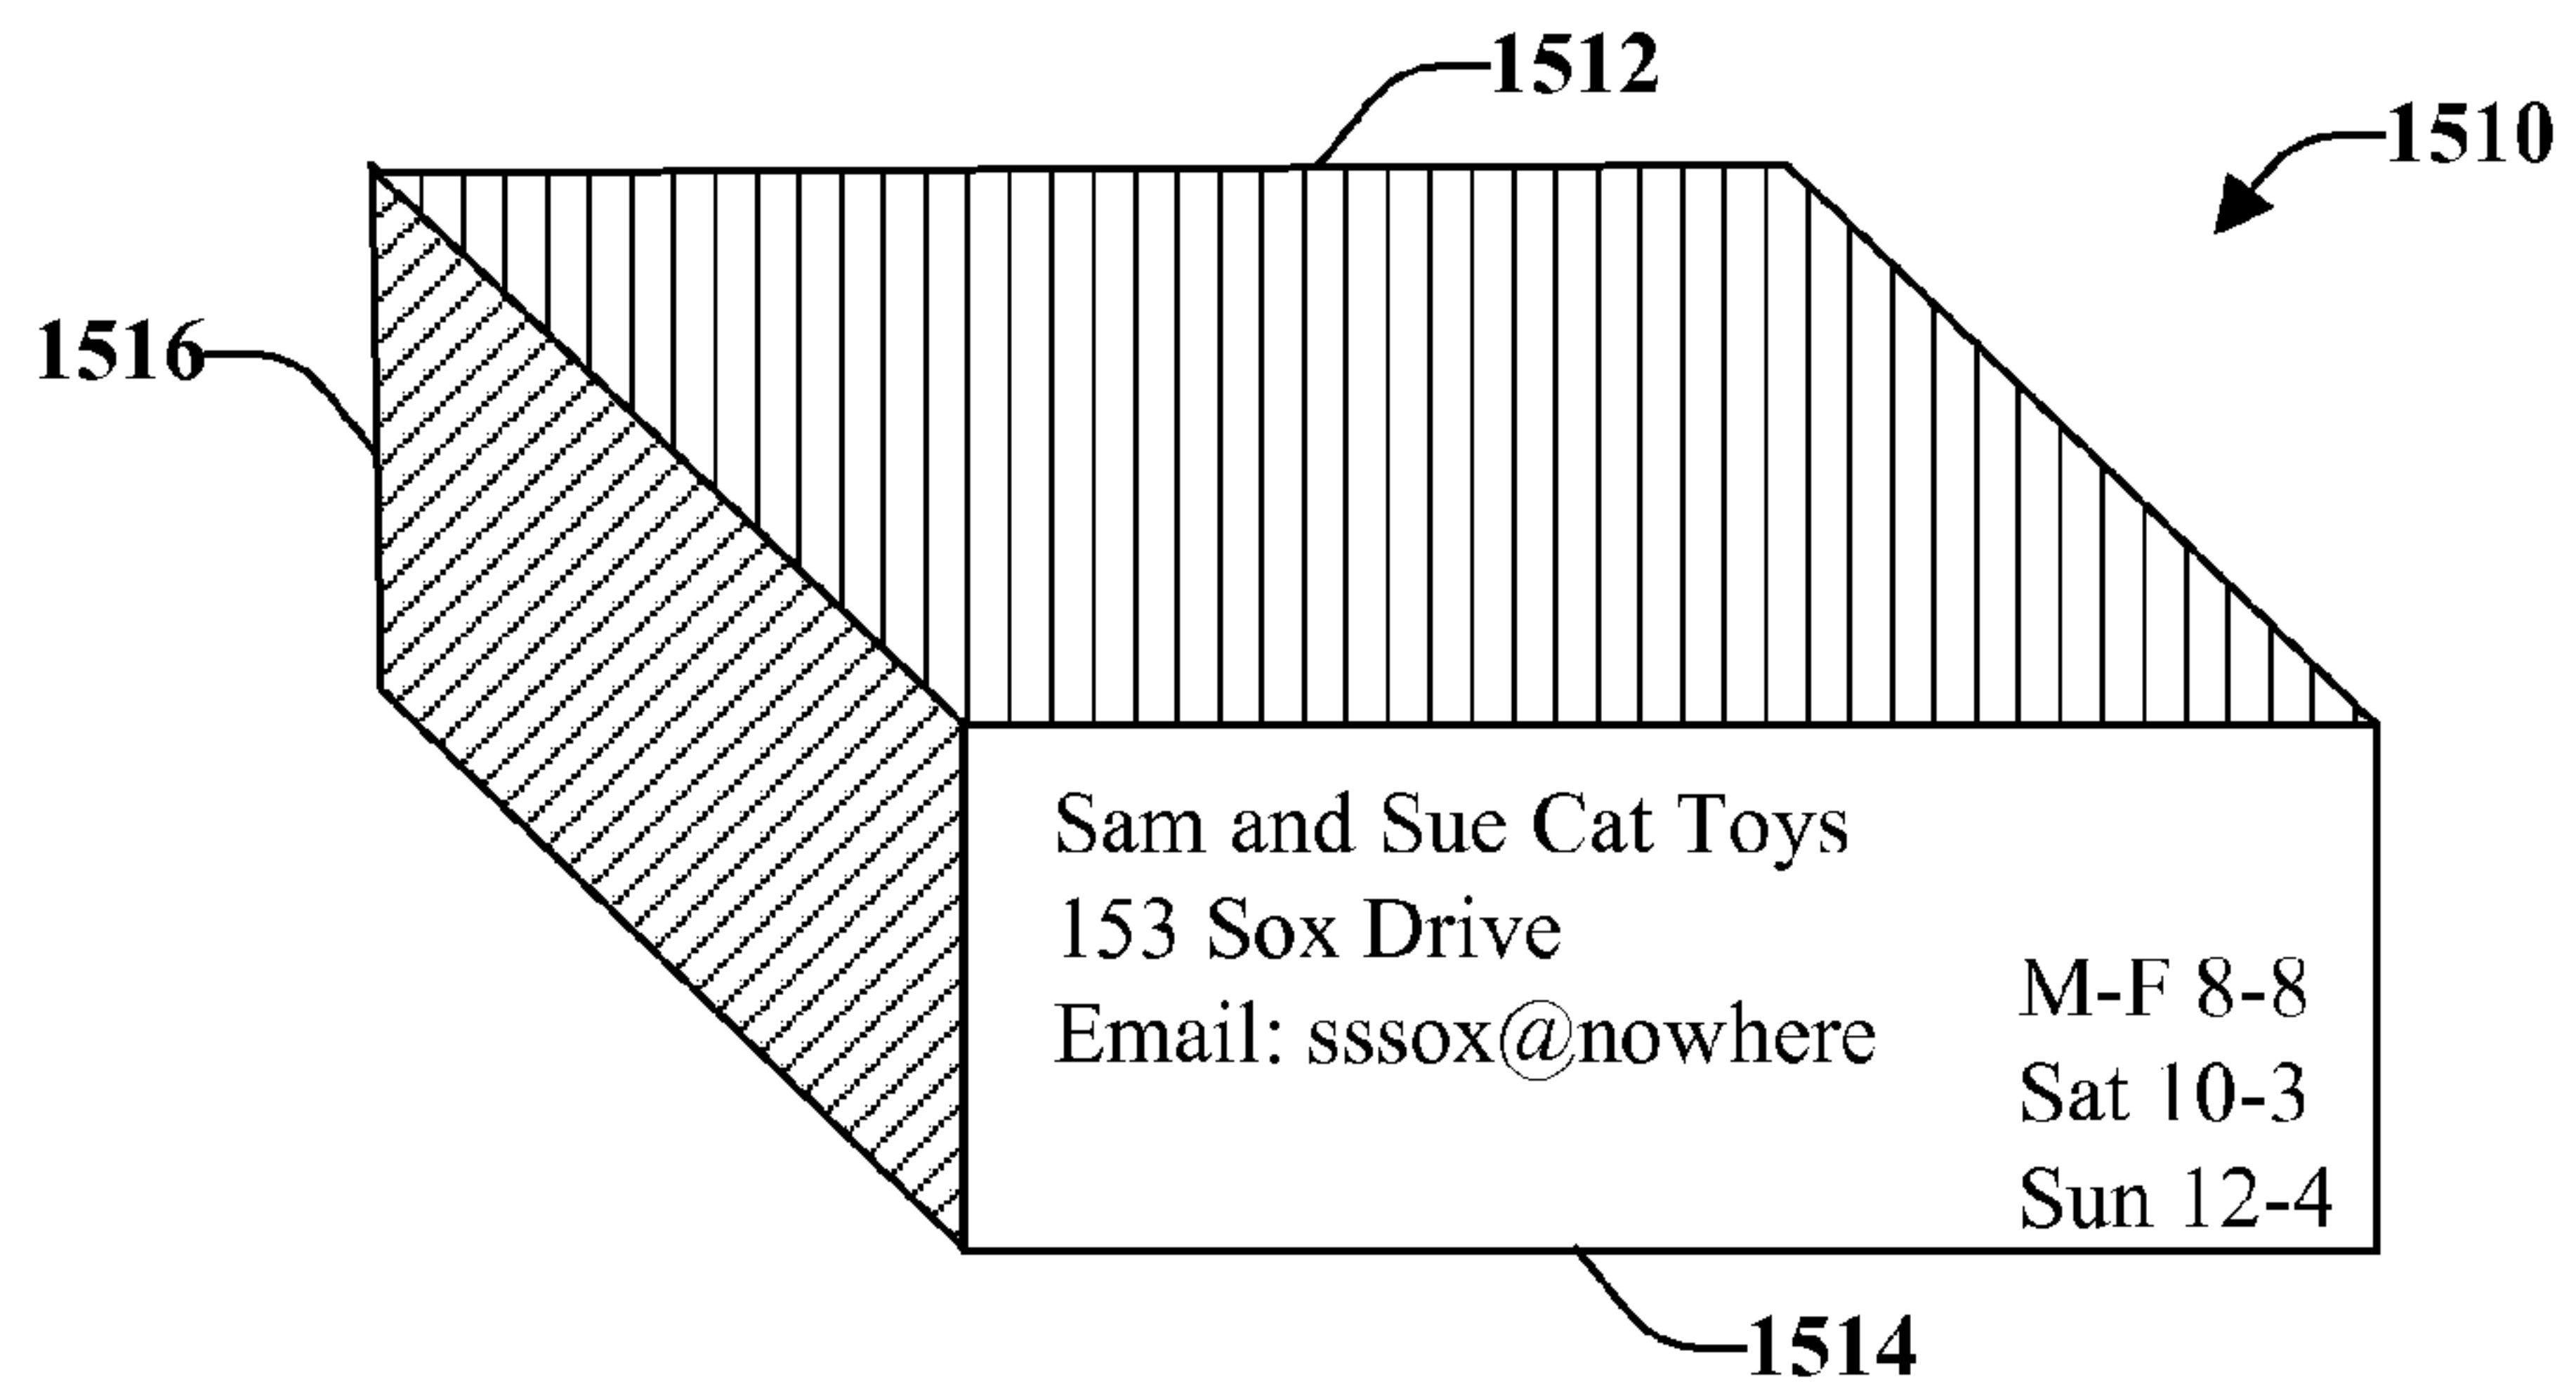 1512
1510
1516
Sam and Sue Cat Toys
153 Sox Drive
Email: sssox@nowhere
M-F 8-8
Sat 10-3
Sun 12-4
1514